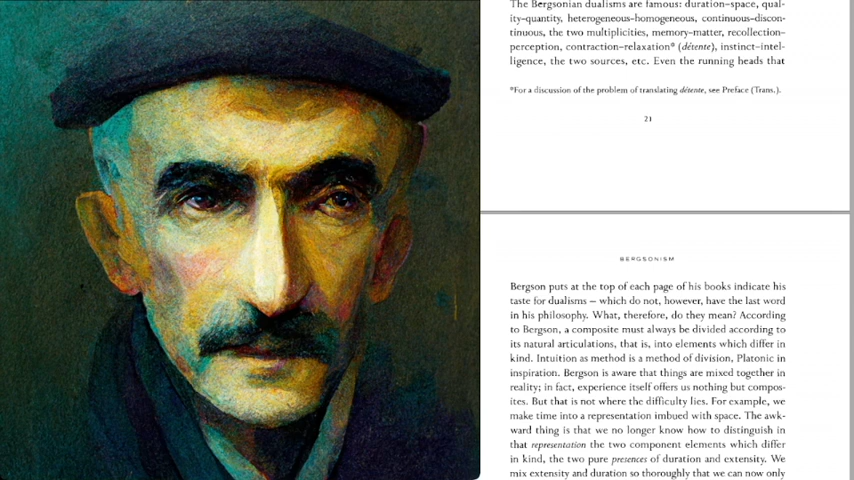 The Bergsonian dualisms are famous: duration–space, qual-
ity–quantity, heterogeneous–homogeneous, continuous–discon-
tinuous, the two multiplicities, memory–matter, recollection–
perception, contraction–relaxation* (détente), instinct–intel-
ligence, the two sources, etc. Even the running heads that
*For a discussion of the problem of translating détente, see Preface (Trans.).
21
BERGSONISM
Bergson puts at the top of each page of his books indicate his
taste for dualisms – which do not, however, have the last word
in his philosophy. What, therefore, do they mean? According
to Bergson, a composite must always be divided according to
its natural articulations, that is, into elements which differ in
kind. Intuition as method is a method of division, Platonic in
inspiration. Bergson is aware that things are mixed together in
reality; in fact, experience itself offers us nothing but compos-
ites. But that is not where the difficulty lies. For example, we
make time into a representation imbued with space. The awk-
ward thing is that we no longer know how to distinguish in
that representation the two component elements which differ
in kind, the two pure presences of duration and extensity. We
mix extensity and duration so thoroughly that we can now only